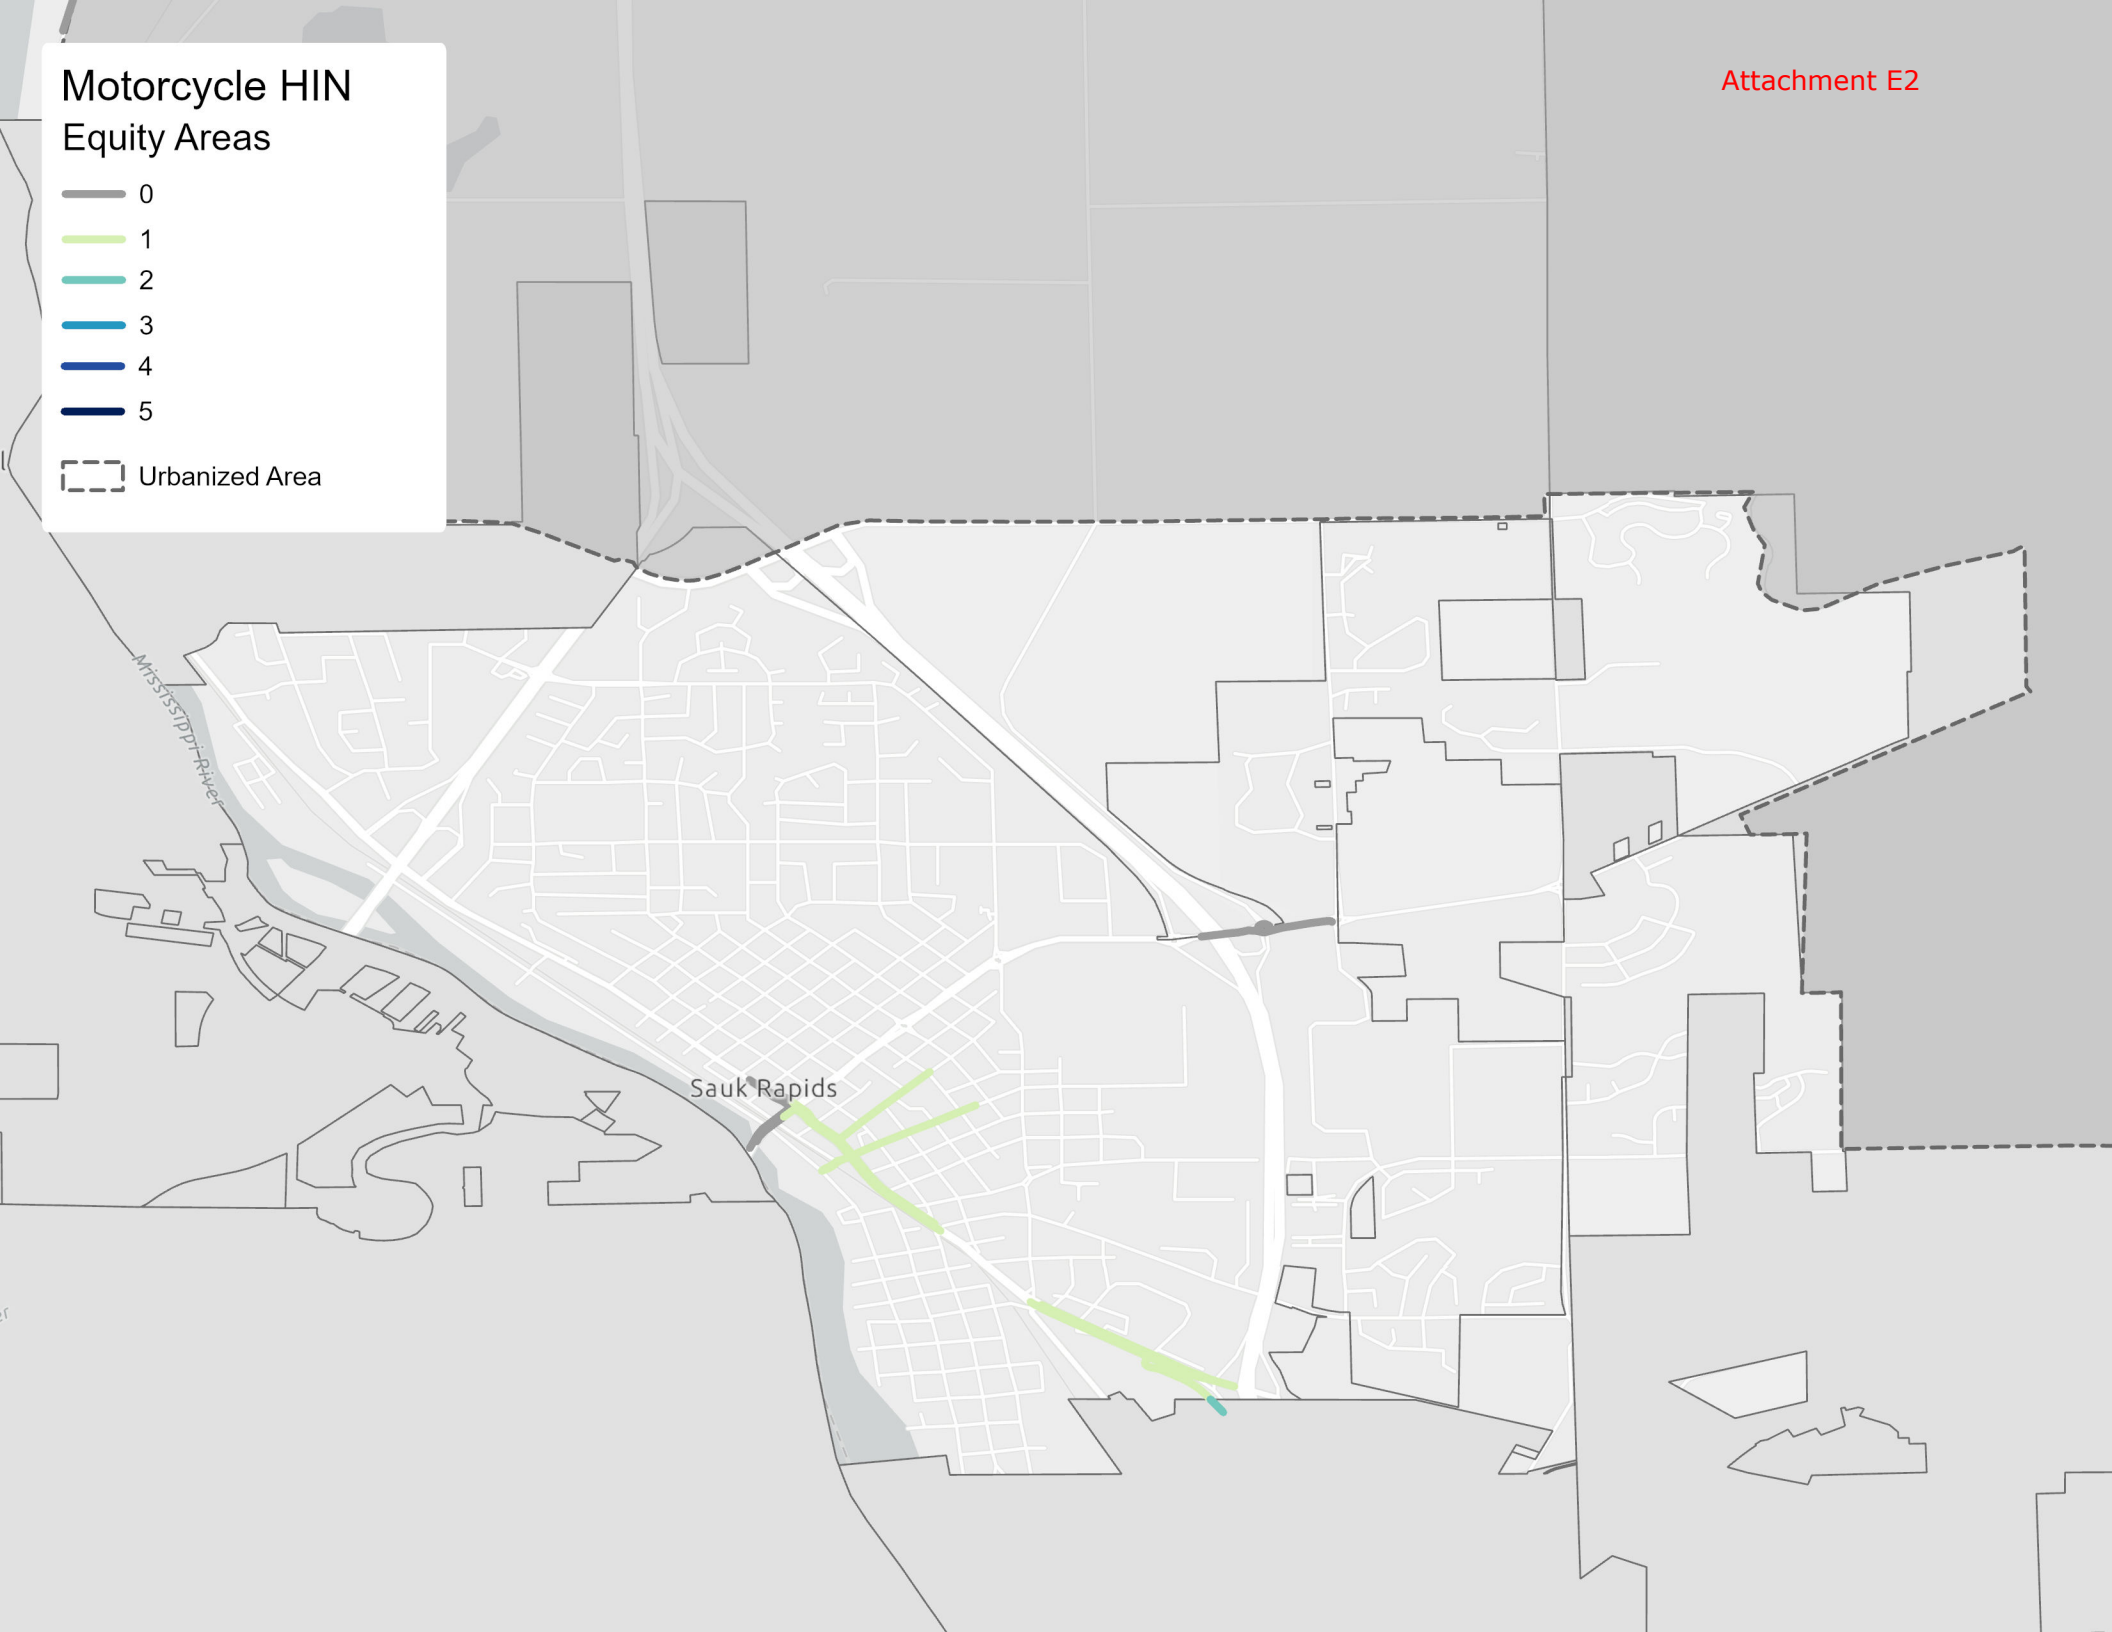 Motorcycle HIN
Equity Areas
0
1
2
3
4
5
Urbanized Area
Attachment E2
Mississippi River
Sauk Rapids